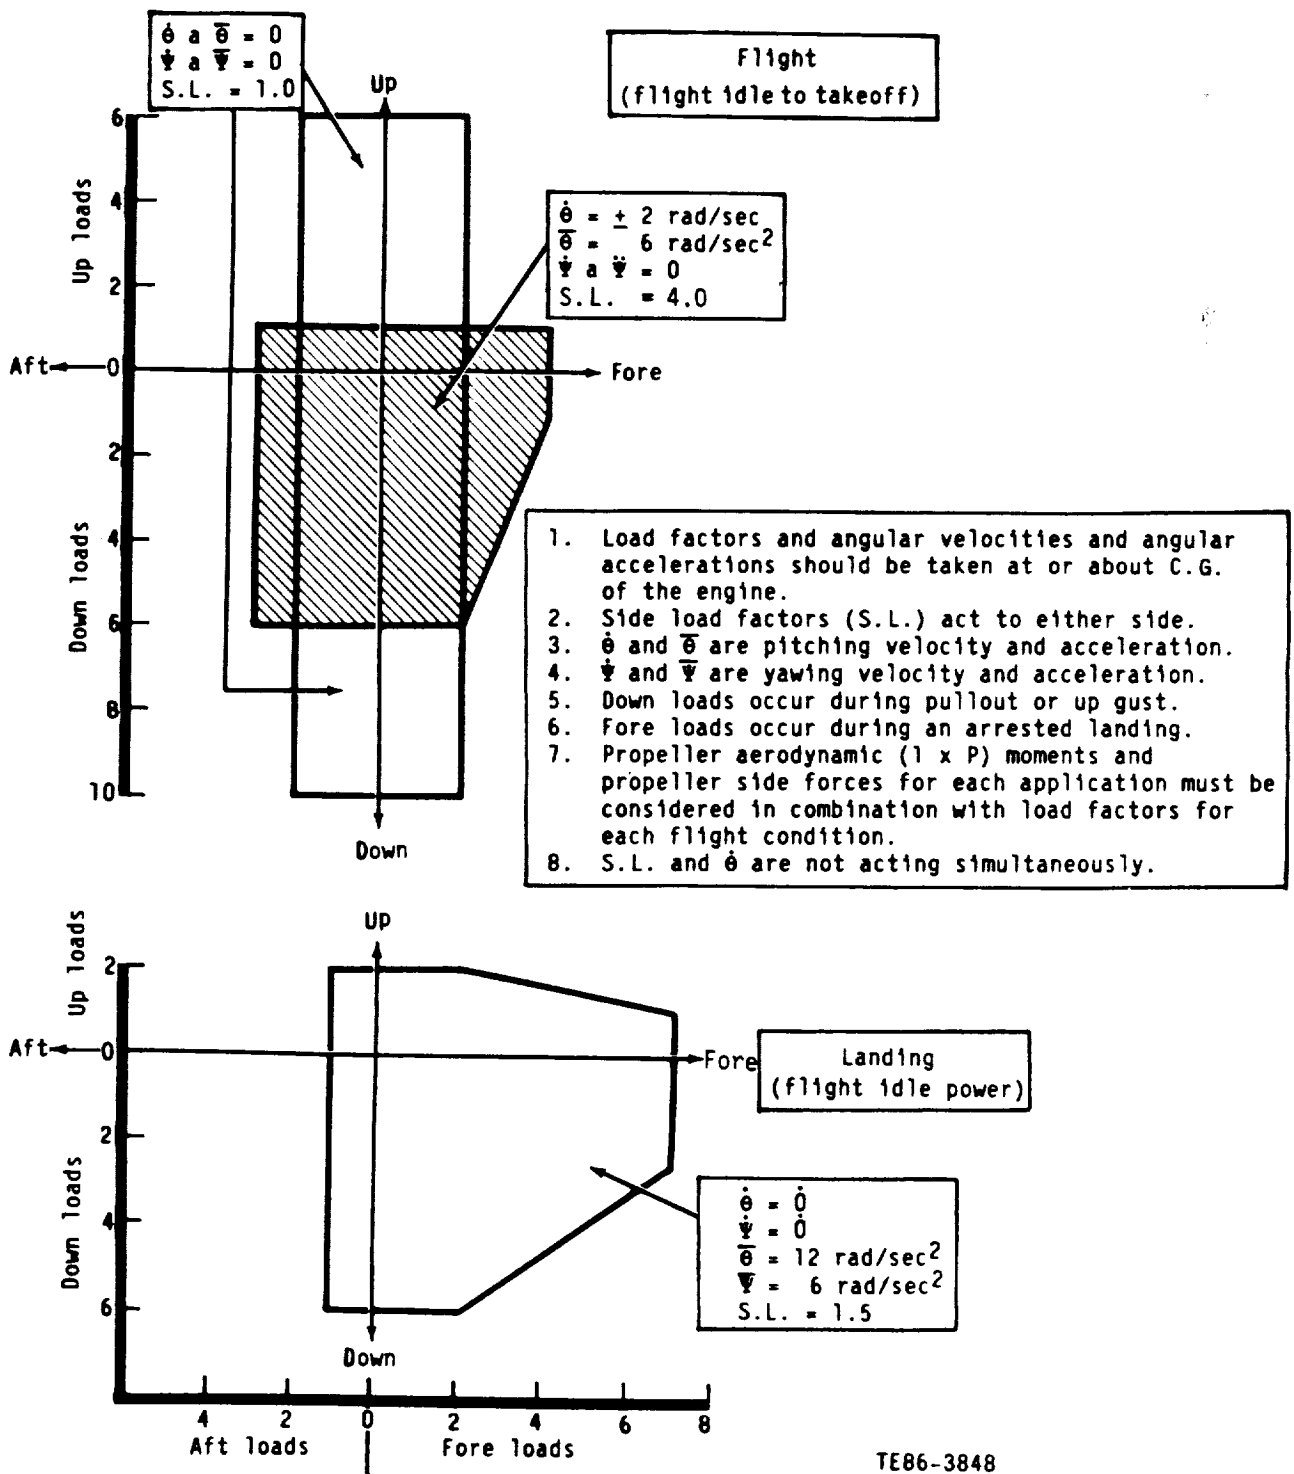 θ̇ a θ̅ = 0
Ψ̇ a Ψ̅ = 0
S.L. = 1.0
Flight
(flight idle to takeoff)
Up
6
4
2
0
2
4
6
8
10
Up loads
Down loads
Aft
Fore
Down
θ̇ = ± 2 rad/sec
θ̅ = 6 rad/sec²
Ψ̇ a Ψ̈ = 0
S.L. = 4.0
1. Load factors and angular velocities and angular
accelerations should be taken at or about C.G.
of the engine.
2. Side load factors (S.L.) act to either side.
3. θ̇ and θ̅ are pitching velocity and acceleration.
4. Ψ̇ and Ψ̅ are yawing velocity and acceleration.
5. Down loads occur during pullout or up gust.
6. Fore loads occur during an arrested landing.
7. Propeller aerodynamic (1 x P) moments and
propeller side forces for each application must be
considered in combination with load factors for
each flight condition.
8. S.L. and θ̇ are not acting simultaneously.
UP
2
0
2
4
6
Up loads
Down loads
Aft
Fore
Down
Landing
(flight idle power)
θ̇ = 0̇
Ψ̇ = 0̇
θ̅ = 12 rad/sec²
Ψ̅ = 6 rad/sec²
S.L. = 1.5
4 2 0 2 4 6 8
Aft loads Fore loads
TE86-3848